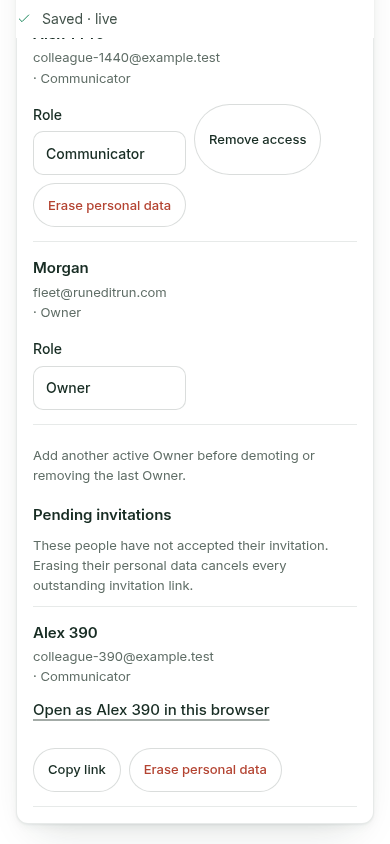 Saved · live
colleague-1440@example.test
· Communicator
Role
Communicator
Remove access
Erase personal data
Morgan
fleet@runeditrun.com
· Owner
Role
Owner
Add another active Owner before demoting or
removing the last Owner.
Pending invitations
These people have not accepted their invitation.
Erasing their personal data cancels every
outstanding invitation link.
Alex 390
colleague-390@example.test
· Communicator
Open as Alex 390 in this browser
Copy link
Erase personal data